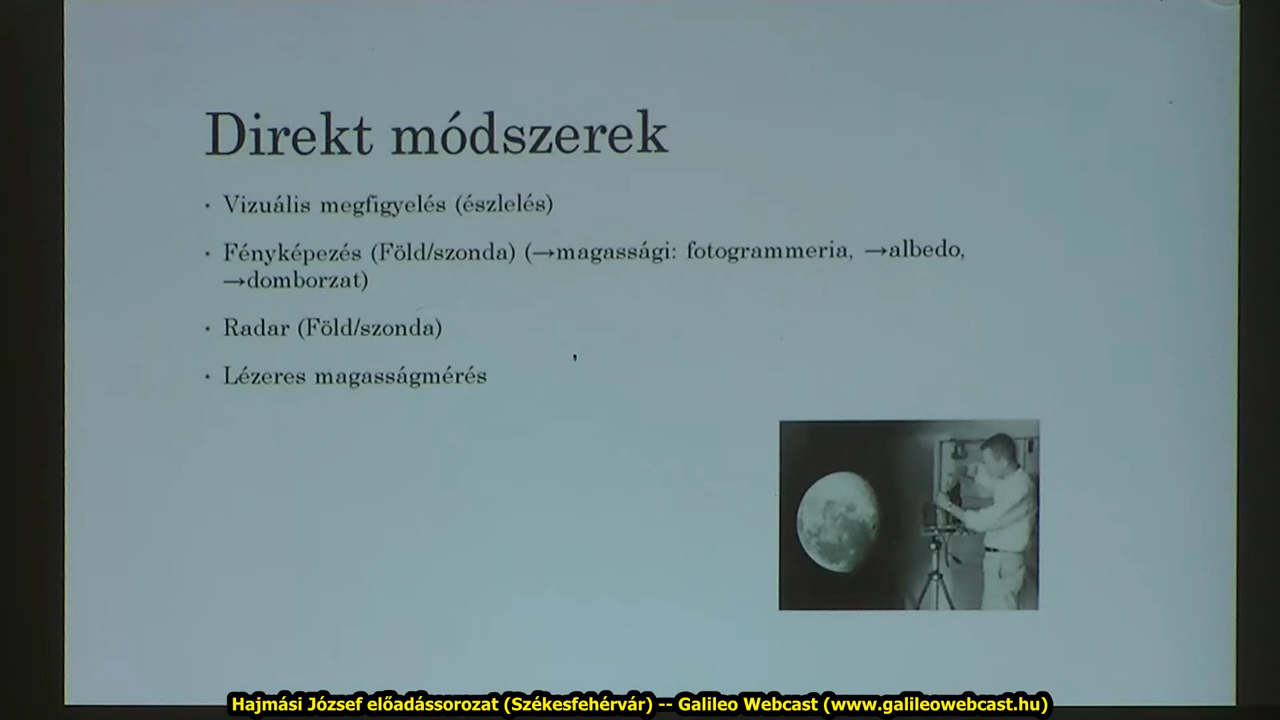 Direkt módszerek
• Vizuális megfigyelés (észlelés)
• Fényképezés (Föld/szonda) (→magassági: fotogrammeria, →albedo,
→domborzat)
• Radar (Föld/szonda)
• Lézeres magasságmérés
Hajmási József előadássorozat (Székesfehérvár) -- Galileo Webcast (www.galileowebcast.hu)